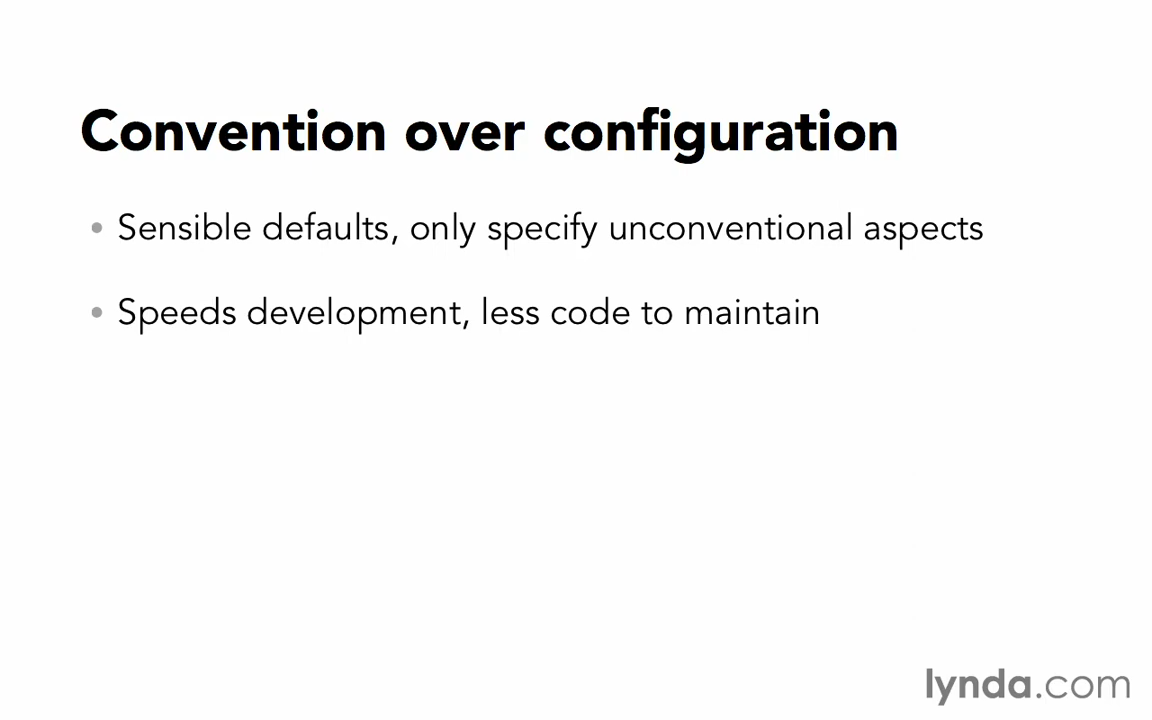 Convention over configuration
• Sensible defaults, only specify unconventional aspects
• Speeds development, less code to maintain
lynda.com